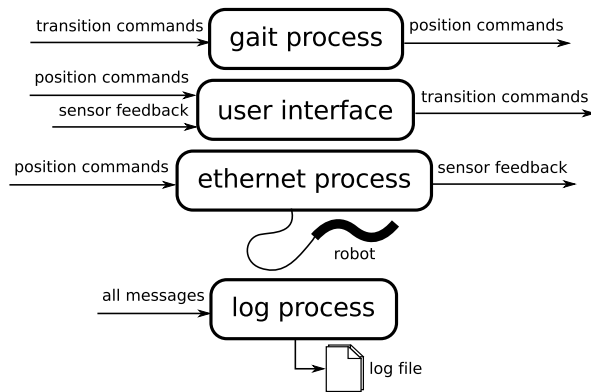 transition commands
gait process
position commands
position commands
sensor feedback
user interface
transition commands
position commands
ethernet process
sensor feedback
robot
all messages
log process
log file